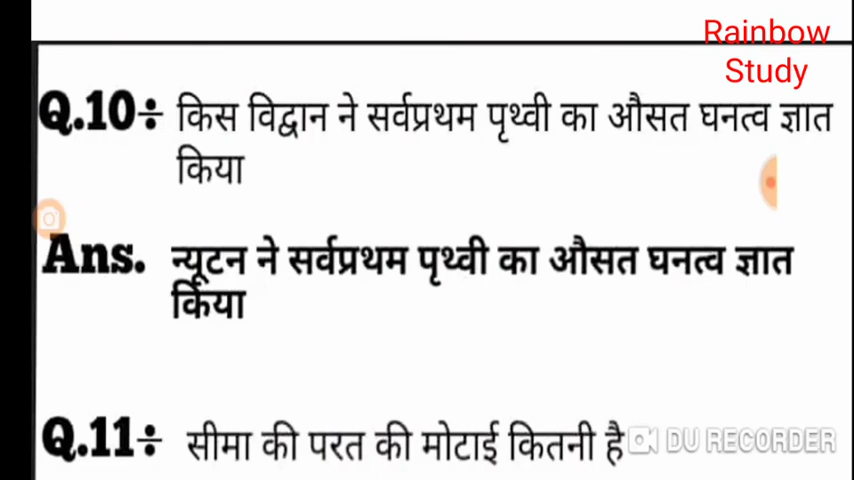 Rainbow
Study
Q.10÷ किस विद्वान ने सर्वप्रथम पृथ्वी का औसत घनत्व ज्ञात
किया
Ans. न्यूटन ने सर्वप्रथम पृथ्वी का औसत घनत्व ज्ञात
किया
Q.11÷ सीमा की परत की मोटाई कितनी है
DU RECORDER